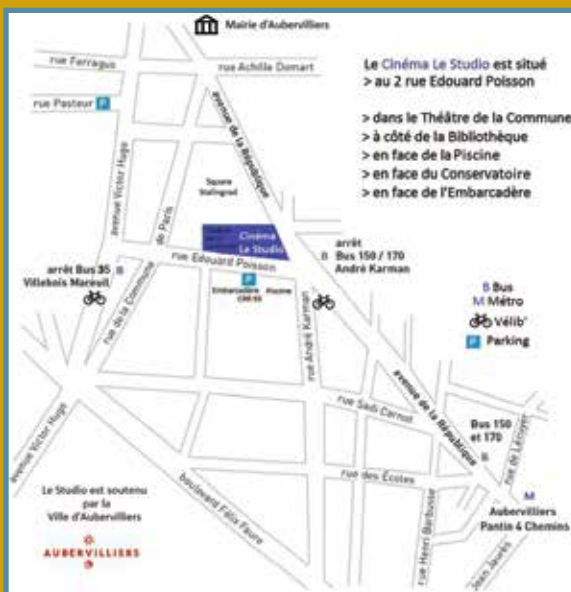 Mairie d'Aubervilliers
rue Ferragus
rue Achille Domart
rue Pasteur
P
avenue de la République
Le Cinéma Le Studio est situé
> au 2 rue Edouard Poisson
> dans le Théâtre de la Commune
> à côté de la Bibliothèque
> en face de la Piscine
> en face du Conservatoire
> en face de l'Embarcadère
avenue Victor Hugo
Square
Stalingrad
rue de la Commune de Paris
Cinéma
Le Studio
rue Edouard Poisson
arrêt
B Bus 150 / 170
André Karman
arrêt Bus 35 B
Villebois Mareuil
P
Embarcadère Piscine
rue André Karman
B Bus
M Métro
Vélib'
P Parking
avenue de la République
rue Sadi Carnot
Bus 150
et 170
B
rue de Lécuyer
rue des Écoles
avenue Victor Hugo
boulevard Félix Faure
rue Henri Barbusse
M
Aubervilliers
Pantin 4 Chemins
Jean Jaurès
Le Studio est soutenu
par la
Ville d'Aubervilliers
AUBERVILLIERS